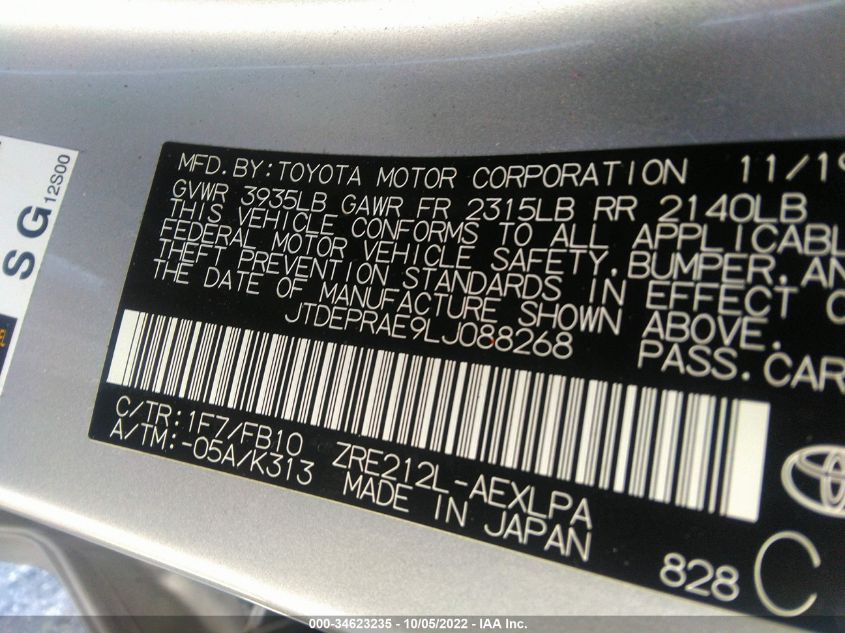 MFD. BY: TOYOTA MOTOR CORPORATION 11/19
GVWR 3935LB GAWR FR 2315LB RR 2140LB
THIS VEHICLE CONFORMS TO ALL APPLICABL
FEDERAL MOTOR VEHICLE SAFETY, BUMPER, AN
THEFT PREVENTION STANDARDS IN EFFECT O
THE DATE OF MANUFACTURE SHOWN ABOVE.
JTDEPRAE9LJ088268 PASS. CAR
C/TR: 1F7/FB10 ZRE212L-AEXLPA
A/TM: -05A/K313 MADE IN JAPAN
828 C
SG
12S00
000-34623235 - 10/05/2022 - IAA Inc.